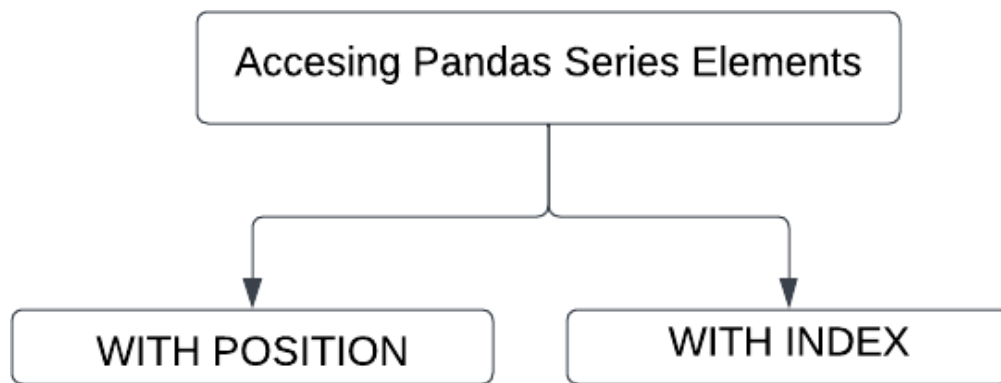 Accesing Pandas Series Elements
WITH POSITION
WITH INDEX